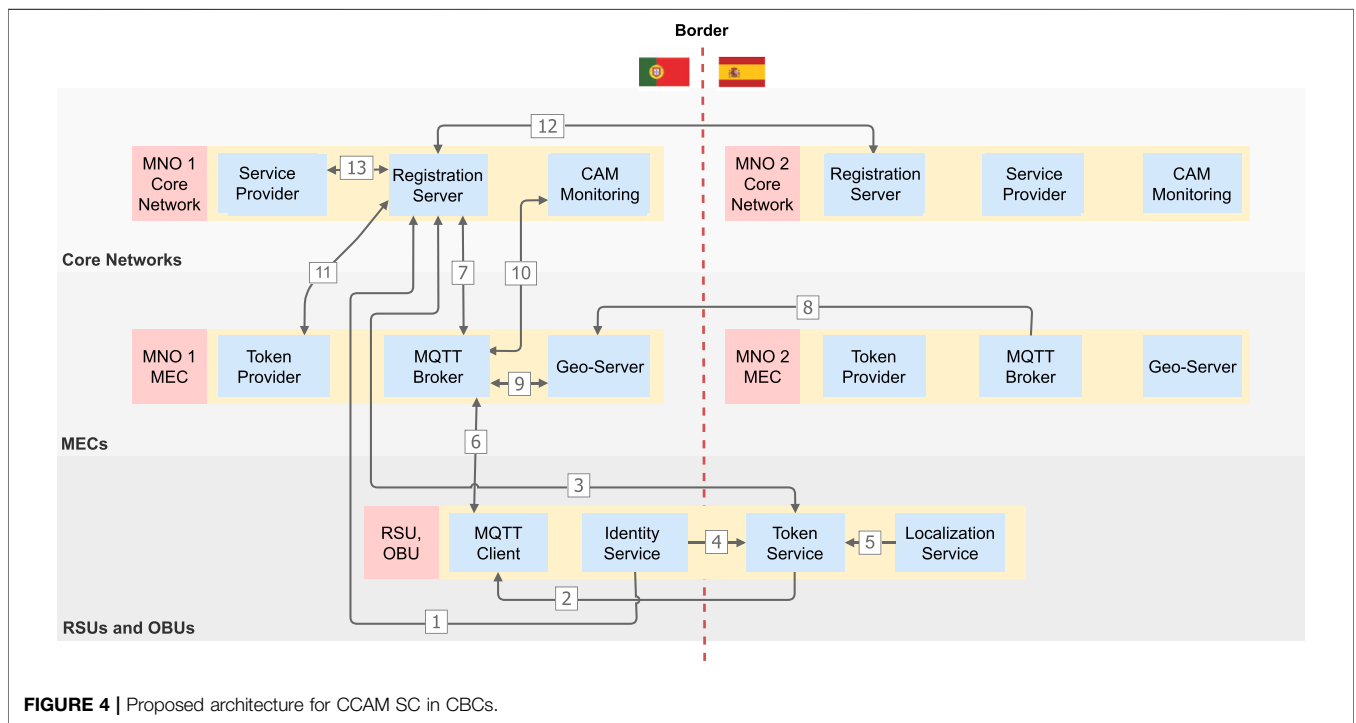 Border
12
MNO 1
Core
Network
Service
Provider
13
Registration
Server
CAM
Monitoring
MNO 2
Core
Network
Registration
Server
Service
Provider
CAM
Monitoring
Core Networks
11
7
10
8
MNO 1
MEC
Token
Provider
MQTT
Broker
9
Geo-Server
MNO 2
MEC
Token
Provider
MQTT
Broker
Geo-Server
MECs
6
3
RSU,
OBU
MQTT
Client
Identity
Service
4
Token
Service
5
Localization
Service
2
1
RSUs and OBUs
FIGURE 4 | Proposed architecture for CCAM SC in CBCs.